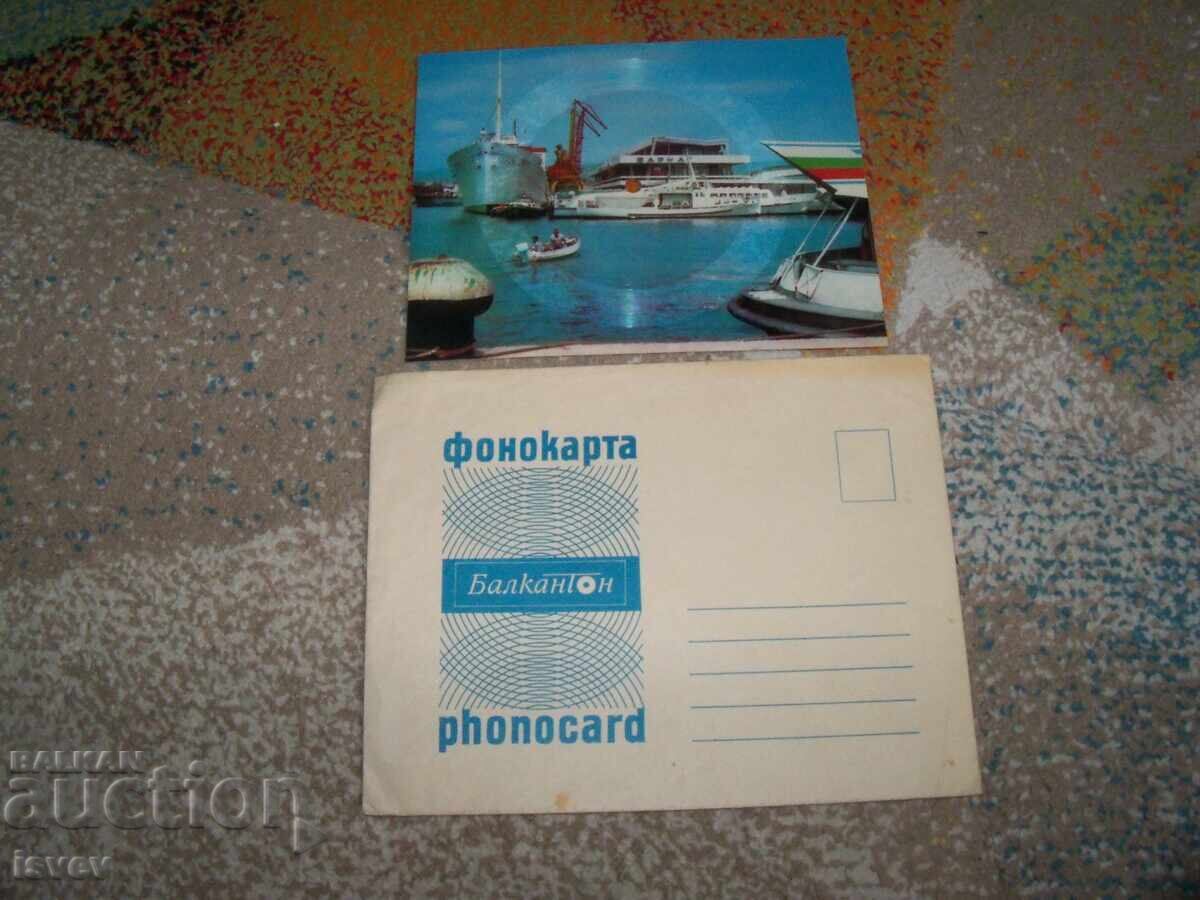 ВАРНА
фонокарта
Балкантон
phonocard
BALKAN
auction
isvev